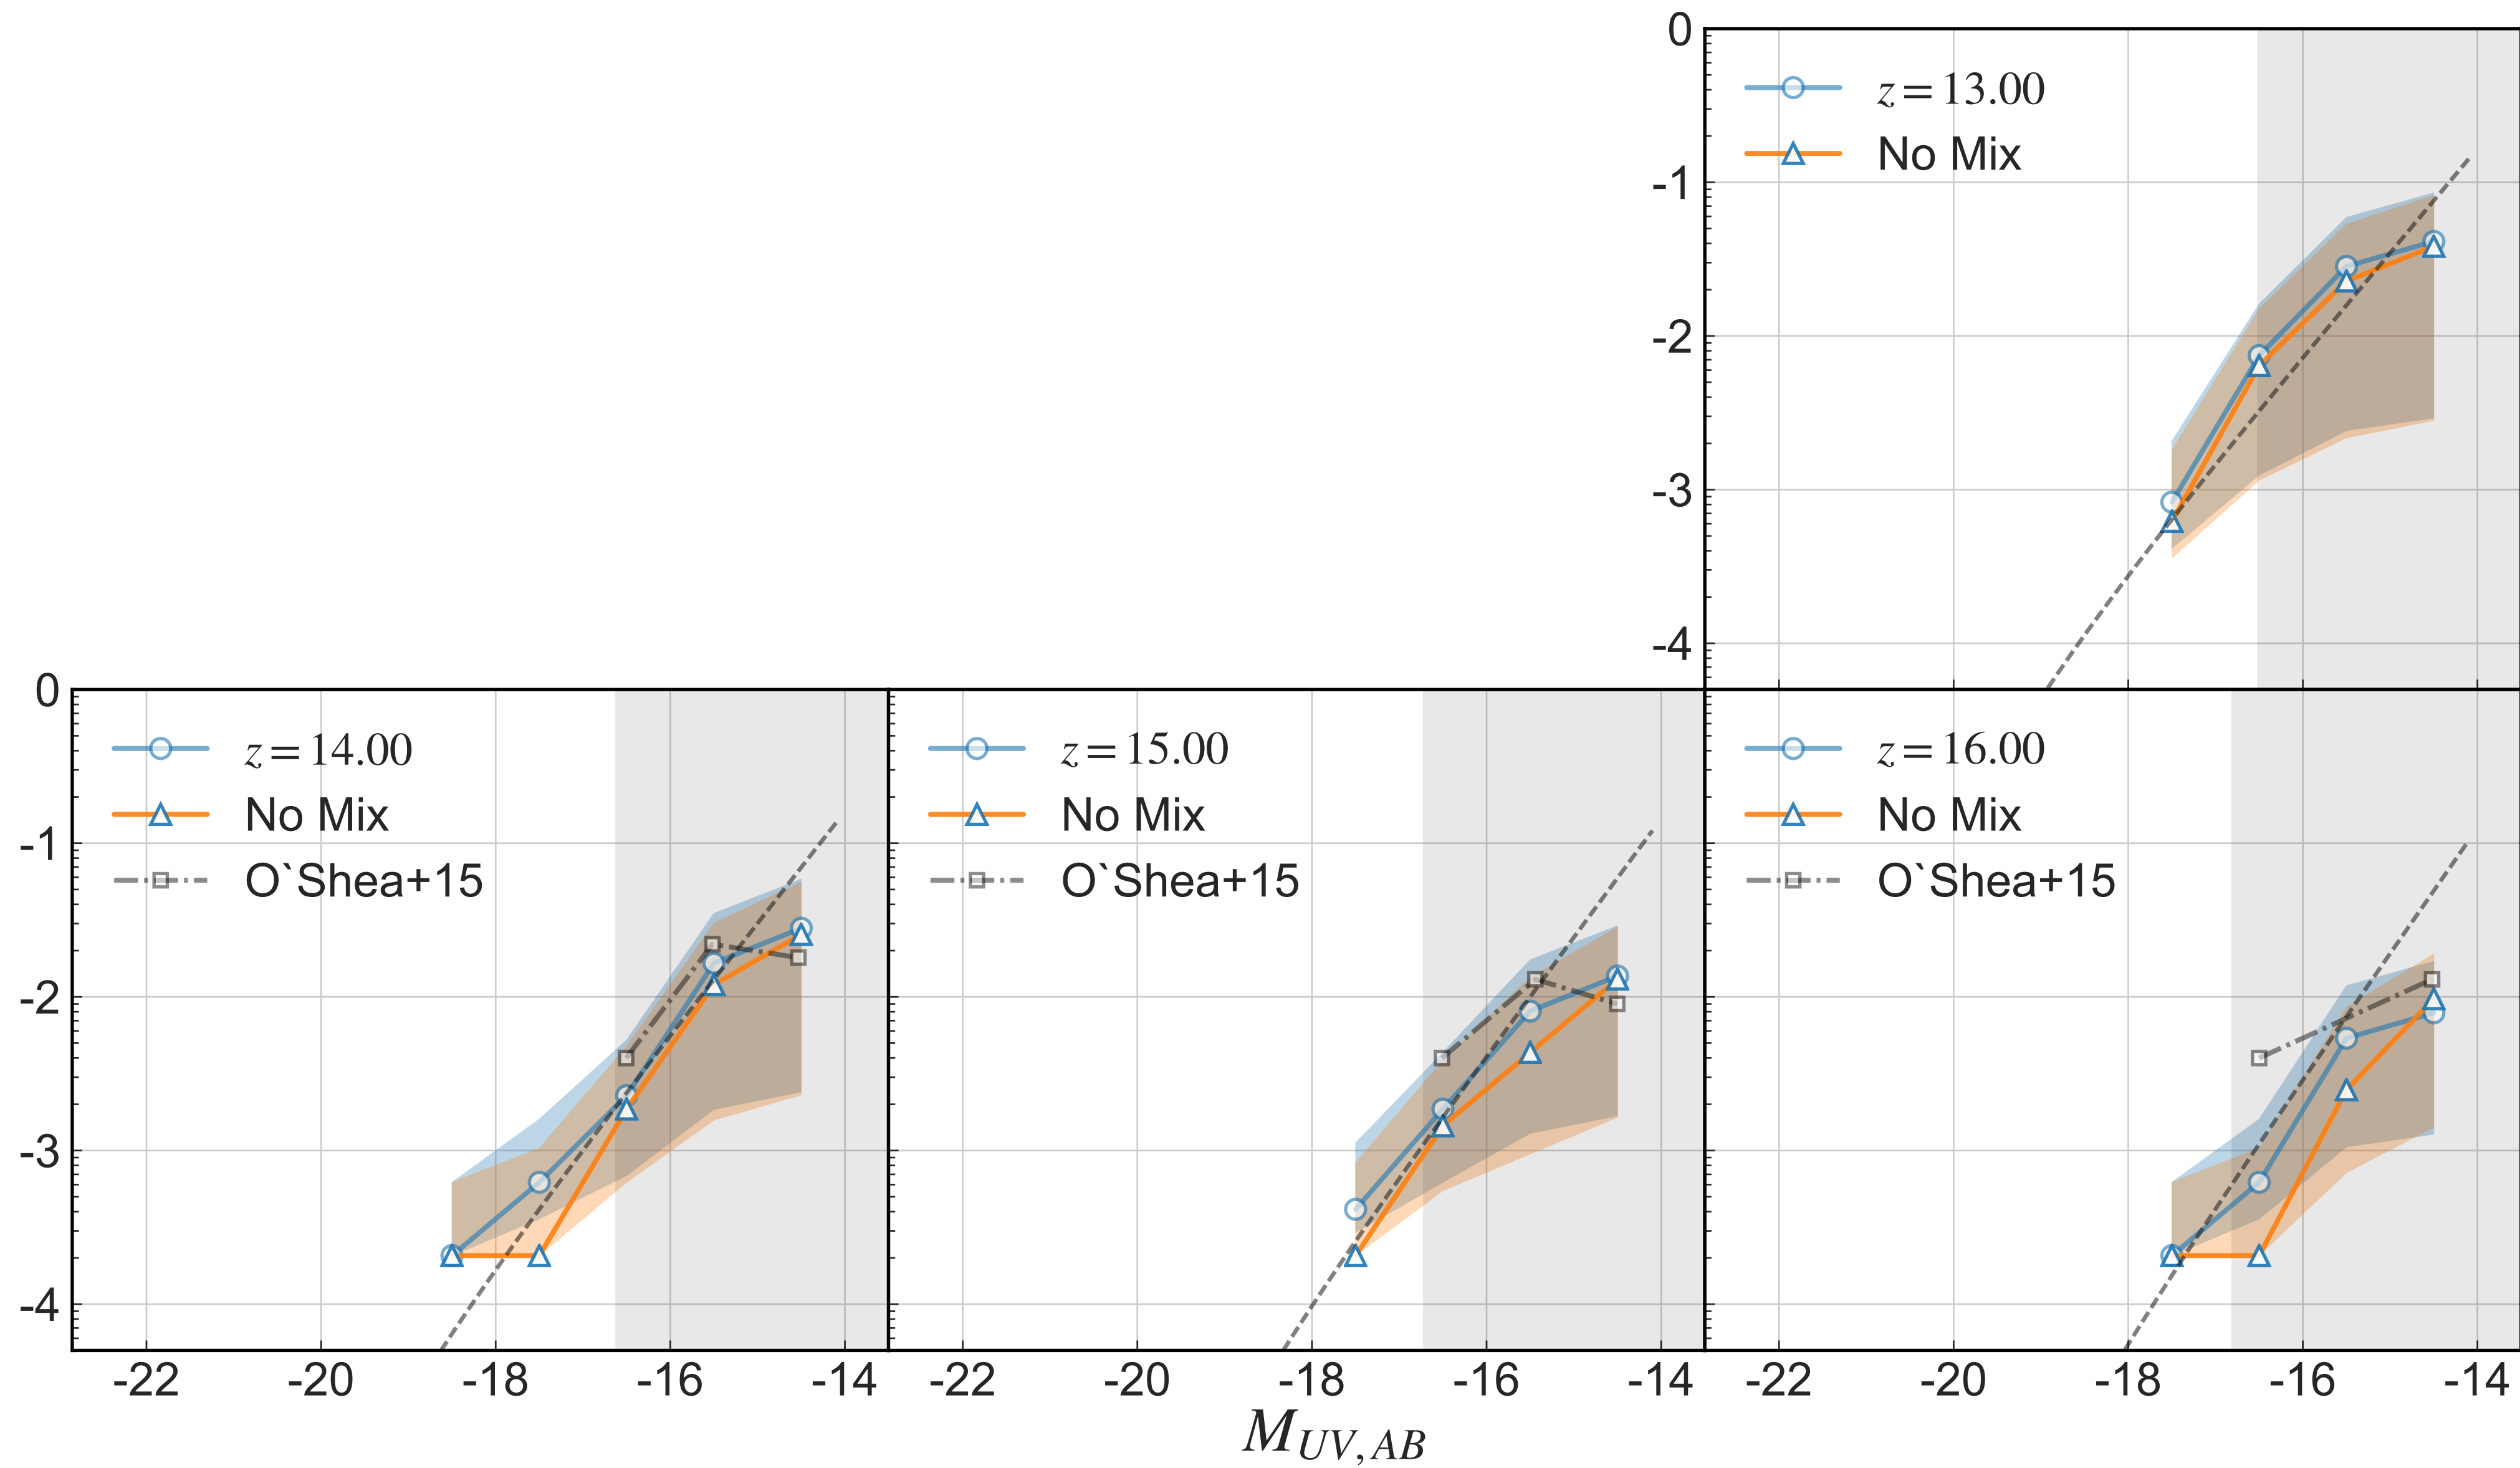 0
z = 13.00
No Mix
-1
-2
-3
-4
0
z = 14.00
No Mix
O`Shea+15
z = 15.00
No Mix
O`Shea+15
z = 16.00
No Mix
O`Shea+15
-1
-2
-3
-4
-22 -20 -18 -16 -14 -22 -20 -18 -16 -14 -22 -20 -18 -16 -14
M_{UV, AB}